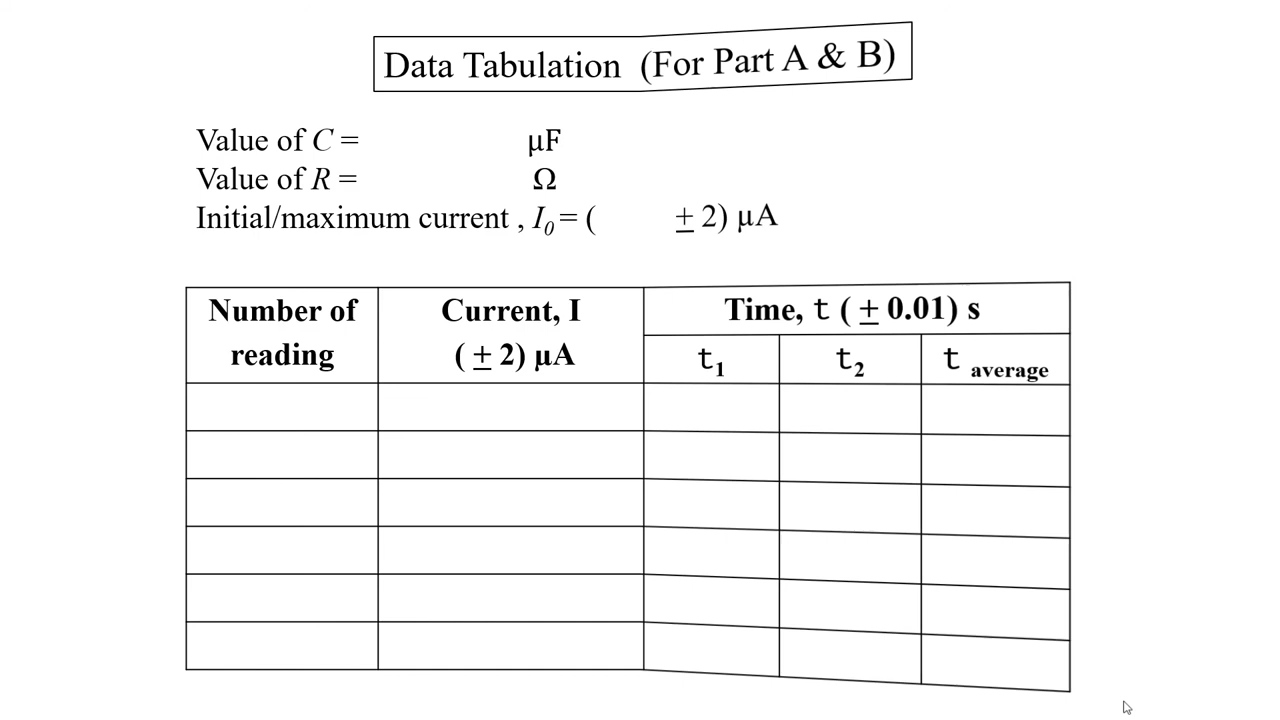 Data Tabulation (For Part A & B)
Value of C = μF
Value of R = Ω
Initial/maximum current , I₀ = ( ± 2) μA
Number of reading Current, I (± 2) μA Time, t (± 0.01) s
t₁ t₂ t average